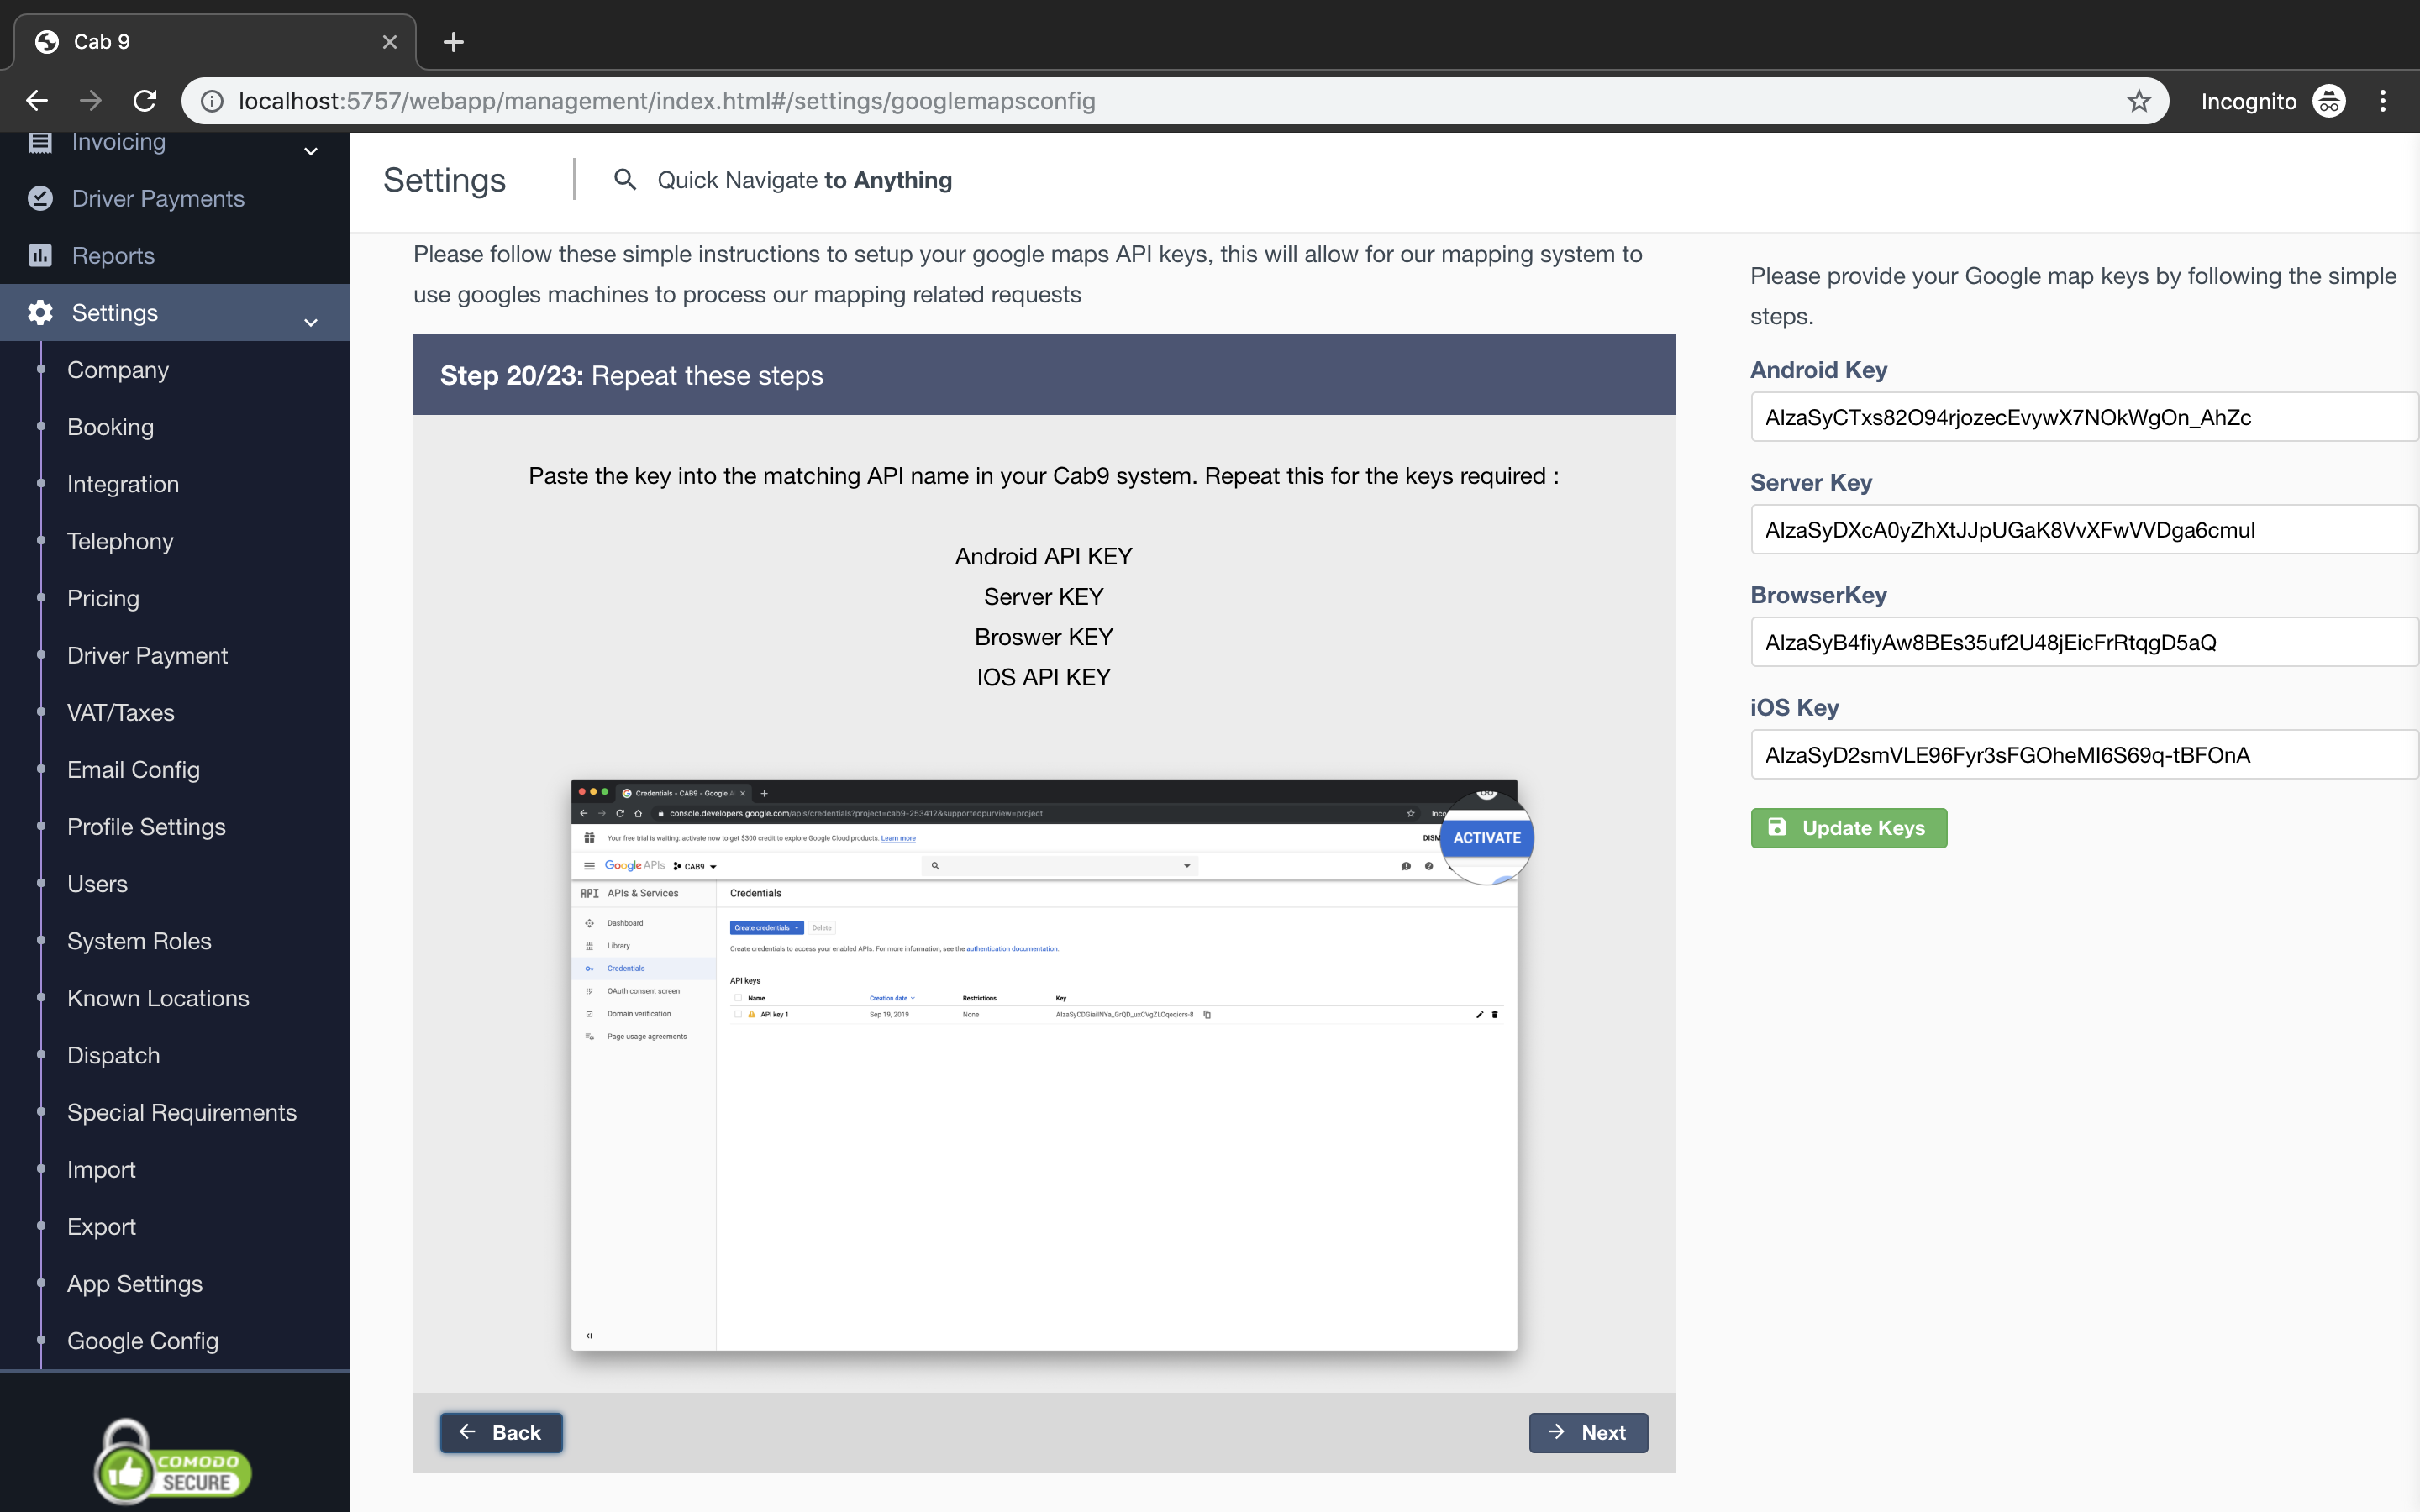 Cab 9
localhost:5757/webapp/management/index.html#/settings/googlemapsconfig
Incognito
Invoicing
Driver Payments
Reports
Settings
Company
Booking
Integration
Telephony
Pricing
Driver Payment
VAT/Taxes
Email Config
Profile Settings
Users
System Roles
Known Locations
Dispatch
Special Requirements
Import
Export
App Settings
Google Config
COMODO
SECURE
Settings
Quick Navigate to Anything
Please follow these simple instructions to setup your google maps API keys, this will allow for our mapping system to
use googles machines to process our mapping related requests
Step 20/23: Repeat these steps
Paste the key into the matching API name in your Cab9 system. Repeat this for the keys required :
Android API KEY
Server KEY
Broswer KEY
IOS API KEY
Credentials - CAB9 - Google A
console.developers.google.com/apis/credentials?project=cab9-253412&supportedpurview=project
Inco
Your free trial is waiting: activate now to get $300 credit to explore Google Cloud products. Learn more
DISM
ACTIVATE
Google APIs
CAB9
API APIs & Services
Credentials
Dashboard
Library
Credentials
OAuth consent screen
Domain verification
Page usage agreements
Create credentials
Delete
Create credentials to access your enabled APIs. For more information, see the authentication documentation.
API keys
Name Creation date Restrictions Key
API key 1 Sep 19, 2019 None
Back
Next
Please provide your Google map keys by following the simple
steps.
Android Key
AIzaSyCTxs82O94rjozecEvywX7NOkWgOn_AhZc
Server Key
AIzaSyDXcA0yZhXtJJpUGaK8VvXFwVVDga6cmuI
BrowserKey
AIzaSyB4fiyAw8BEs35uf2U48jEicFrRtqgD5aQ
iOS Key
AIzaSyD2smVLE96Fyr3sFGOheMI6S69q-tBFOnA
Update Keys